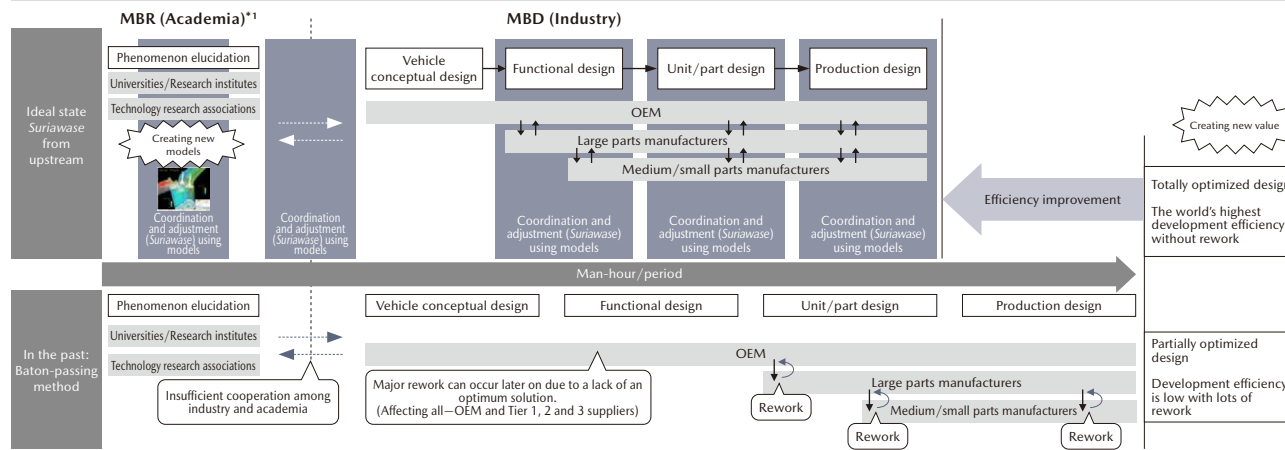 MBR (Academia)*1
MBD (Industry)
Ideal state
Suriawase
from
upstream
Phenomenon elucidation
Universities/Research institutes
Technology research associations
Creating new
models
Coordination
and adjustment
(Suriawase) using
models
Coordination
and adjustment
(Suriawase) using
models
Vehicle
conceptual design
Functional design
Unit/part design
Production design
OEM
Large parts manufacturers
Medium/small parts manufacturers
Coordination and
adjustment (Suriawase)
using models
Coordination and
adjustment (Suriawase)
using models
Coordination and
adjustment (Suriawase)
using models
Efficiency improvement
Creating new value
Totally optimized design
The world's highest
development efficiency
without rework
Man-hour/period
In the past:
Baton-passing
method
Phenomenon elucidation
Universities/Research institutes
Technology research associations
Insufficient cooperation among
industry and academia
Vehicle conceptual design
Functional design
Unit/part design
Production design
OEM
Major rework can occur later on due to a lack of an
optimum solution.
(Affecting all—OEM and Tier 1, 2 and 3 suppliers)
Large parts manufacturers
Rework
Medium/small parts manufacturers
Rework
Rework
Partially optimized
design
Development efficiency
is low with lots of
rework